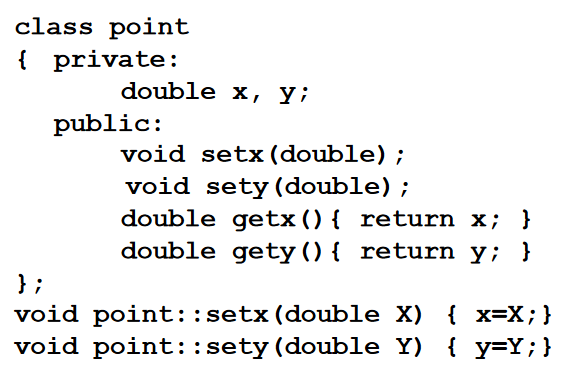 class point
{ private:
double x, y;
public:
void setx(double);
void sety(double);
double getx(){ return x; }
double gety(){ return y; }
};
void point::setx(double X) { x=X;}
void point::sety(double Y) { y=Y;}